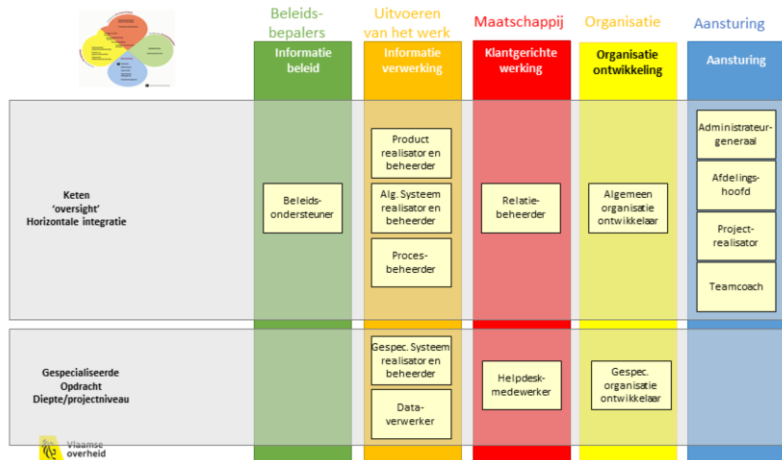 Beleids-
bepalers
Uitvoeren
van het werk
Maatschappij
Organisatie
Aansturing
Informatie
beleid
Informatie
verwerking
Klantgerichte
werking
Organisatie
ontwikkeling
Aansturing
Keten
'oversight'
Horizontale integratie
Beleids-
ondersteuner
Product
realisator en
beheerder
Alg. Systeem
realisator en
beheerder
Proces-
beheerder
Relatie-
beheerder
Algemeen
organisatie
ontwikkelaar
Administrateur-
generaal
Afdelings-
hoofd
Project-
realisator
Teamcoach
Gespecialiseerde
Opdracht
Diepte/projectniveau
Gespec. Systeem
realisator en
beheerder
Data-
verwerker
Helpdesk-
medewerker
Gespec.
organisatie
ontwikkelaar
Vlaamse
overheid